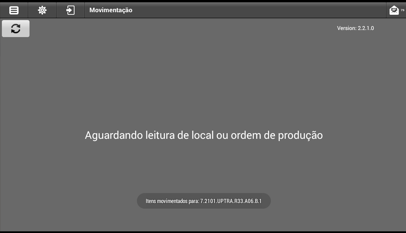 Movimentação
Version: 2.2.1.0
Aguardando leitura de local ou ordem de produção
Itens movimentados para: T.2101.UPTRA.R33.A06.B.1